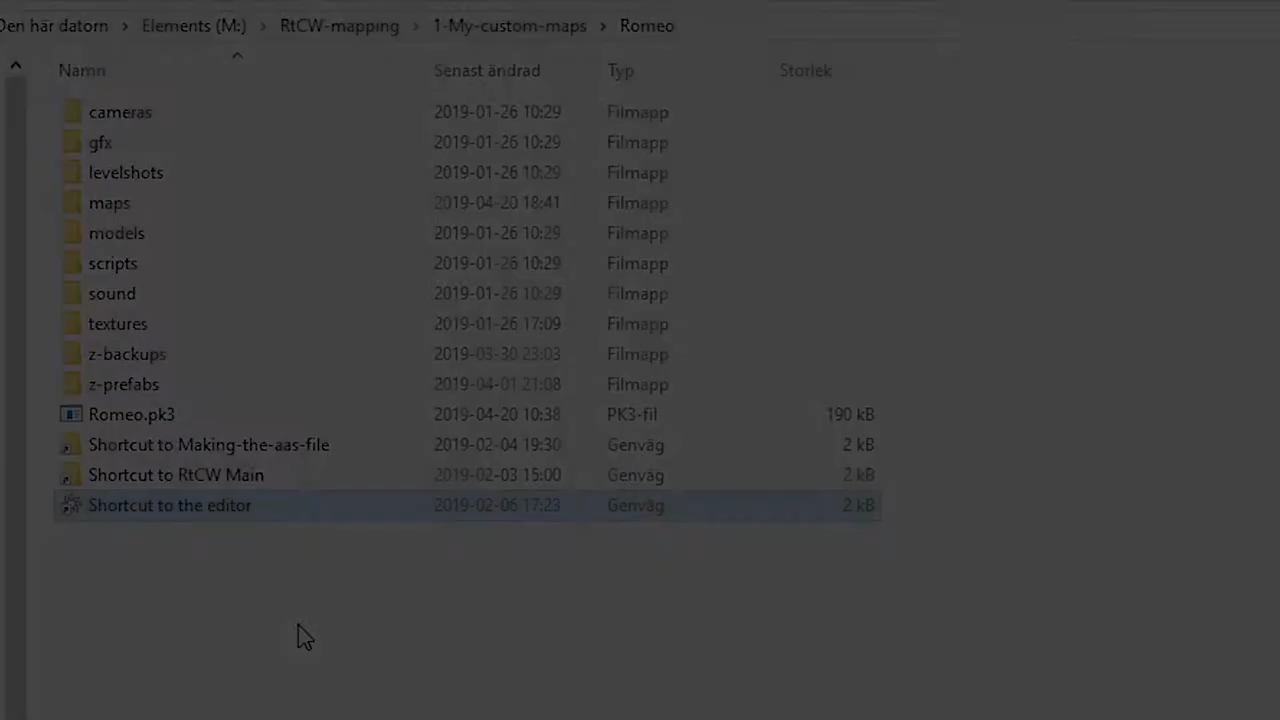 Den här datorn > Elements (M:) > RtCW-mapping > 1-My-custom-maps > Romeo
Namn Senast ändrad Typ Storlek
cameras 2019-01-26 10:29 Filmapp
gfx 2019-01-26 10:29 Filmapp
levelshots 2019-01-26 10:29 Filmapp
maps 2019-04-20 18:41 Filmapp
models 2019-01-26 10:29 Filmapp
scripts 2019-01-26 10:29 Filmapp
sound 2019-01-26 10:29 Filmapp
textures 2019-01-26 17:09 Filmapp
z-backups 2019-03-30 23:03 Filmapp
z-prefabs 2019-04-01 21:08 Filmapp
Romeo.pk3 2019-04-20 10:38 PK3-fil 190 kB
Shortcut to Making-the-aas-file 2019-02-04 19:30 Genväg 2 kB
Shortcut to RtCW Main 2019-02-03 15:00 Genväg 2 kB
Shortcut to the editor 2019-02-06 17:23 Genväg 2 kB